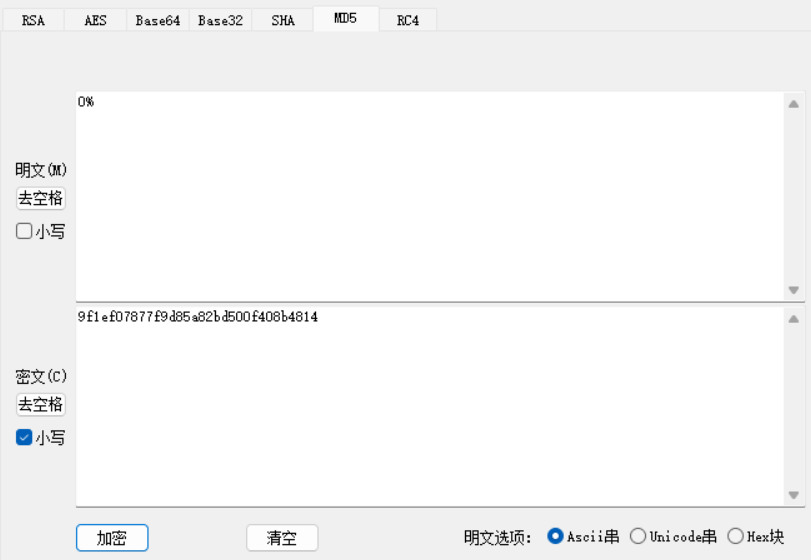 RSA AES Base64 Base32 SHA MD5 RC4
0%
明文(M)
去空格
小写
9f1ef07877f9d85a82bd500f408b4814
密文(C)
去空格
小写
加密 清空 明文选项: Ascii串 Unicode串 Hex块